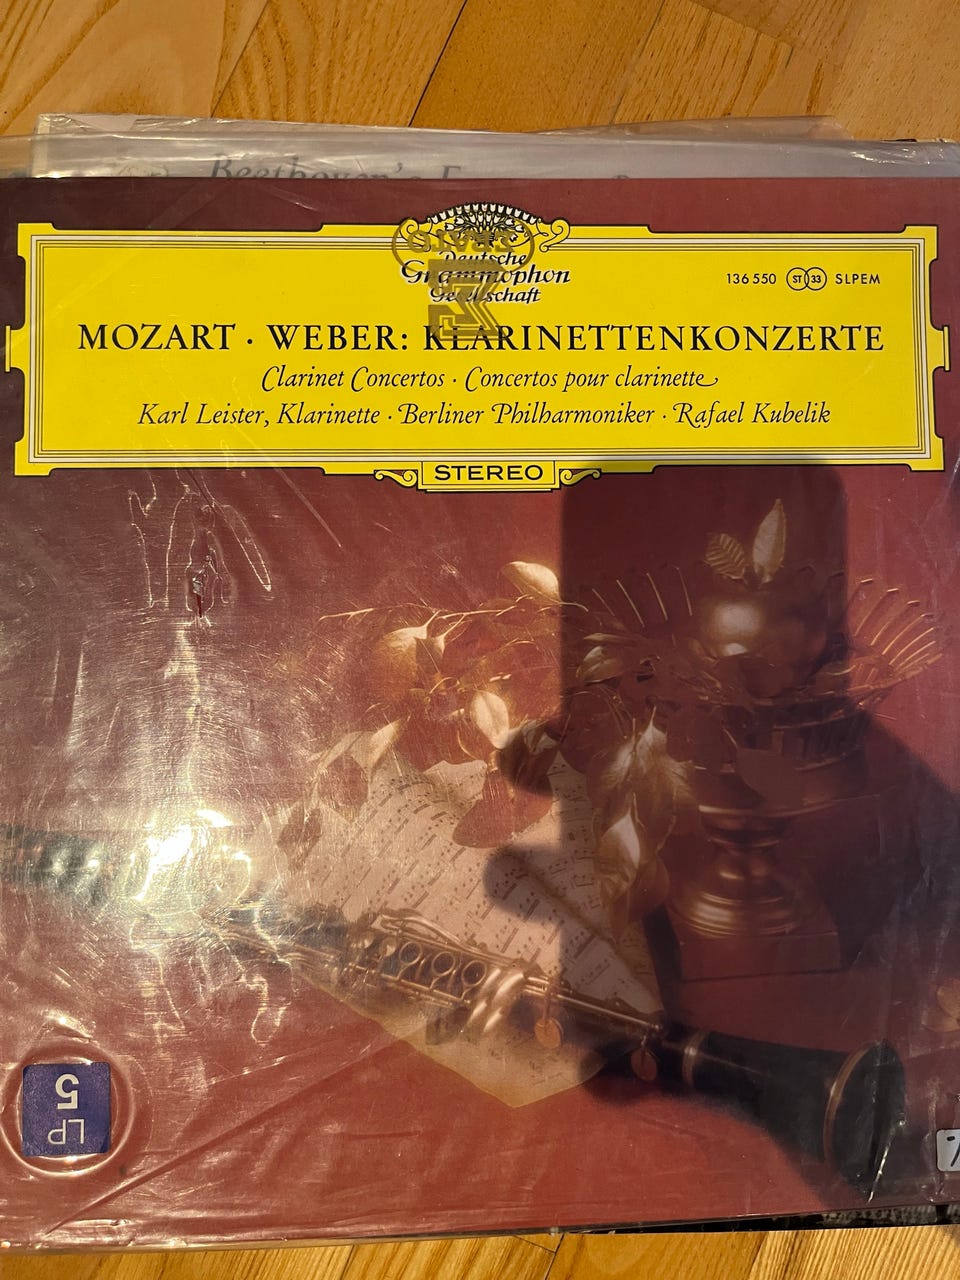 Beethoven's
Deutsche
Grammophon
Gesellschaft
136 550 ST 33 SLPEM
MOZART · WEBER: KLARINETTENKONZERTE
Clarinet Concertos · Concertos pour clarinette
Karl Leister, Klarinette · Berliner Philharmoniker · Rafael Kubelik
STEREO
LP
5